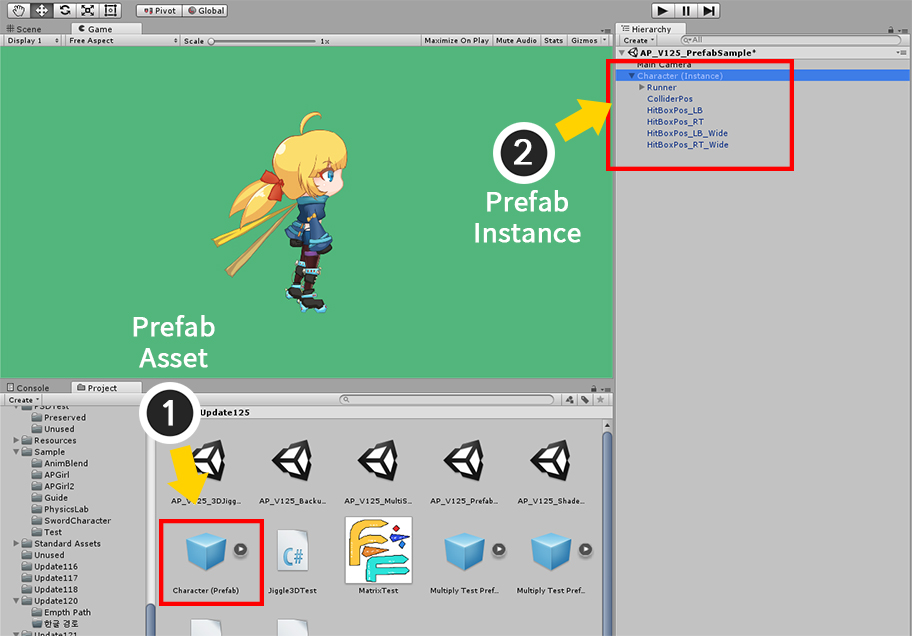 Pivot Global
Scene Game
Display 1 Free Aspect Scale 1x Maximize On Play Mute Audio Stats Gizmos
Hierarchy
Create All
AP_V125_PrefabSample*
Main Camera
Character (Instance)
Runner
ColliderPos
HitBoxPos_LB
HitBoxPos_RT
HitBoxPos_LB_Wide
HitBoxPos_RT_Wide
2
Prefab
Instance
Prefab
Asset
1
Console Project
Create
Update125
FSDTest
Preserved
Unused
Resources
Sample
AnimBlend
APGirl
APGirl2
Guide
PhysicsLab
SwordCharacter
Test
Standard Assets
Unused
Update116
Update117
Update118
Update120
Empth Path
한글 경로
Update121
AP_V125_3DJigg.. AP_V125_Backu.. AP_V125_MultiS.. AP_V125_Prefab.. AP_V125_Shade..
C#
Character (Prefab) Jiggle3DTest MatrixTest Multiply Test Pref.. Multiply Test Pref..